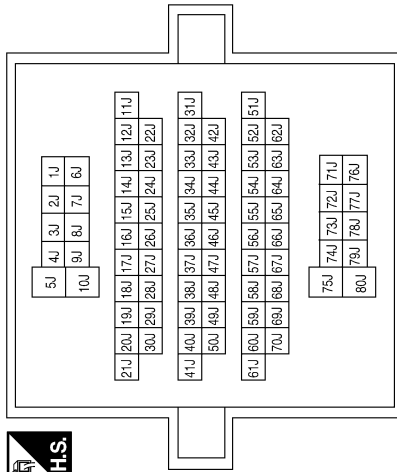 H.S.
5J 4J 3J 2J 1J
10J 9J 8J 7J 6J
21J 20J 19J 18J 17J 16J 15J 14J 13J 12J 11J
30J 29J 28J 27J 26J 25J 24J 23J 22J
41J 40J 39J 38J 37J 36J 35J 34J 33J 32J 31J
50J 49J 48J 47J 46J 45J 44J 43J 42J
61J 60J 59J 58J 57J 56J 55J 54J 53J 52J 51J
70J 69J 68J 67J 66J 65J 64J 63J 62J
75J 74J 73J 72J 71J
80J 79J 78J 77J 76J